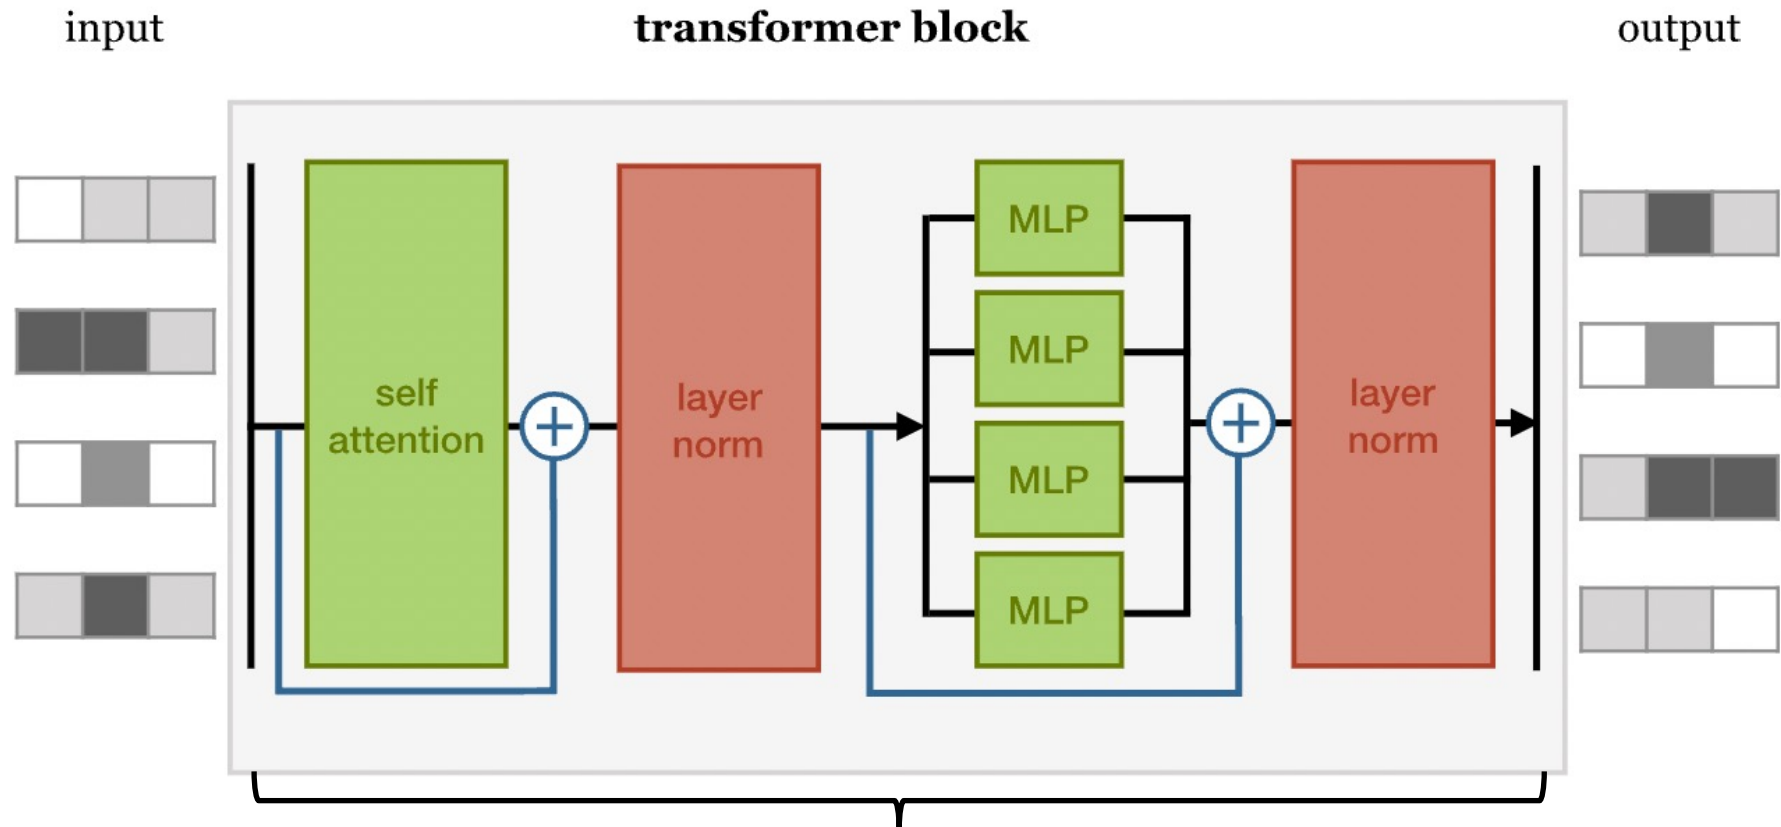 input
transformer block
output
self
attention
layer
norm
MLP
MLP
MLP
MLP
layer
norm